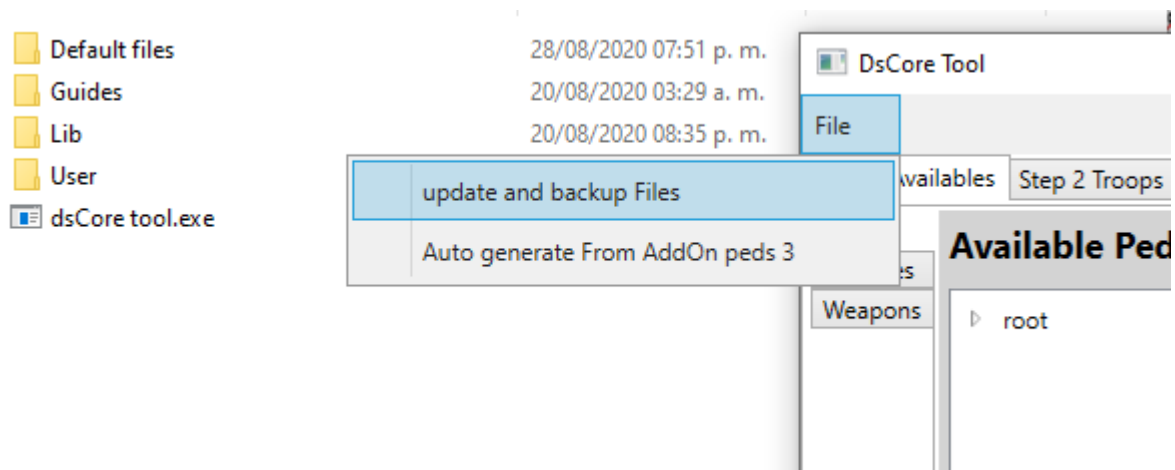 Default files 28/08/2020 07:51 p. m.
Guides 20/08/2020 03:29 a. m.
Lib 20/08/2020 08:35 p. m.
User
dsCore tool.exe
DsCore Tool
File
update and backup Files
Auto generate From AddOn peds 3
Step 2 Troops
Available Ped
Weapons
root